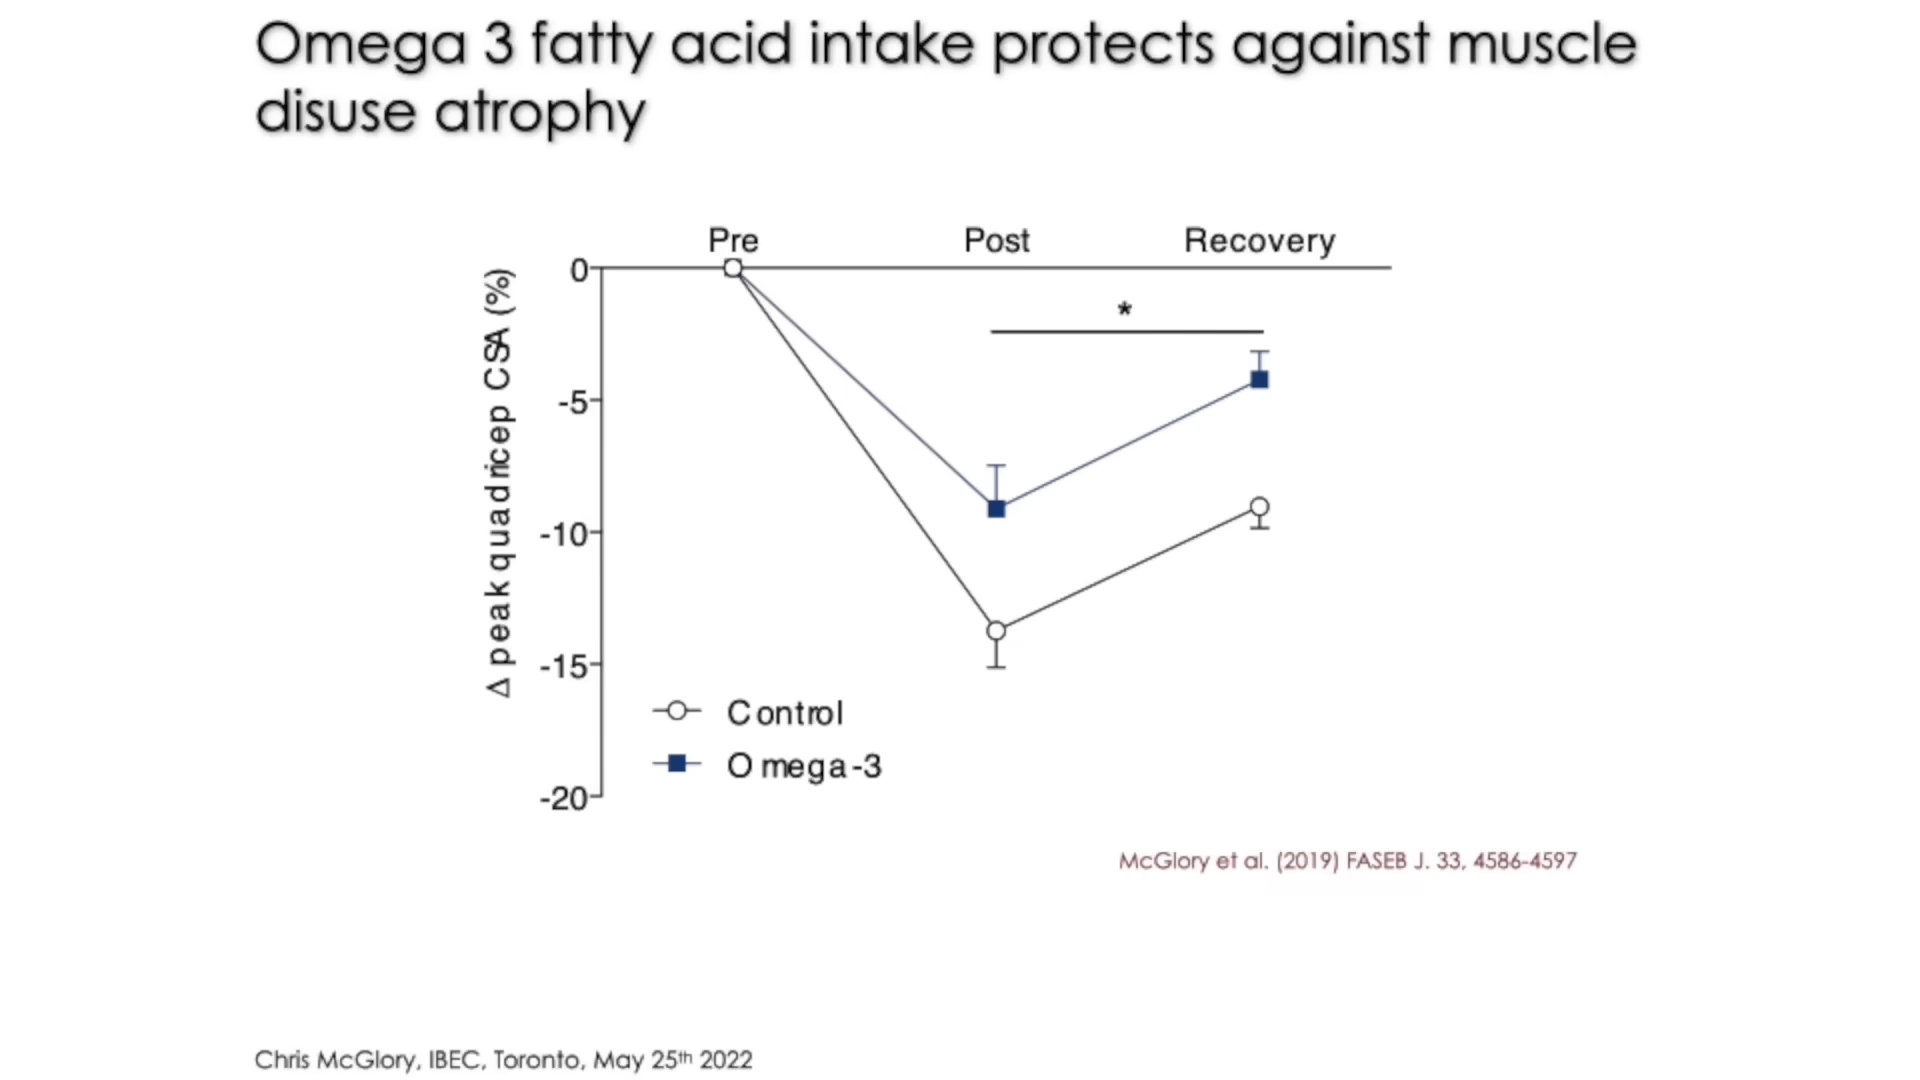 Omega 3 fatty acid intake protects against muscle
disuse atrophy
Pre Post Recovery
0
-5
-10
-15
-20
Δ peak quadricep CSA (%)
*
Control
Omega-3
McGlory et al. (2019) FASEB J. 33, 4586-4597
Chris McGlory, IBEC, Toronto, May 25th 2022